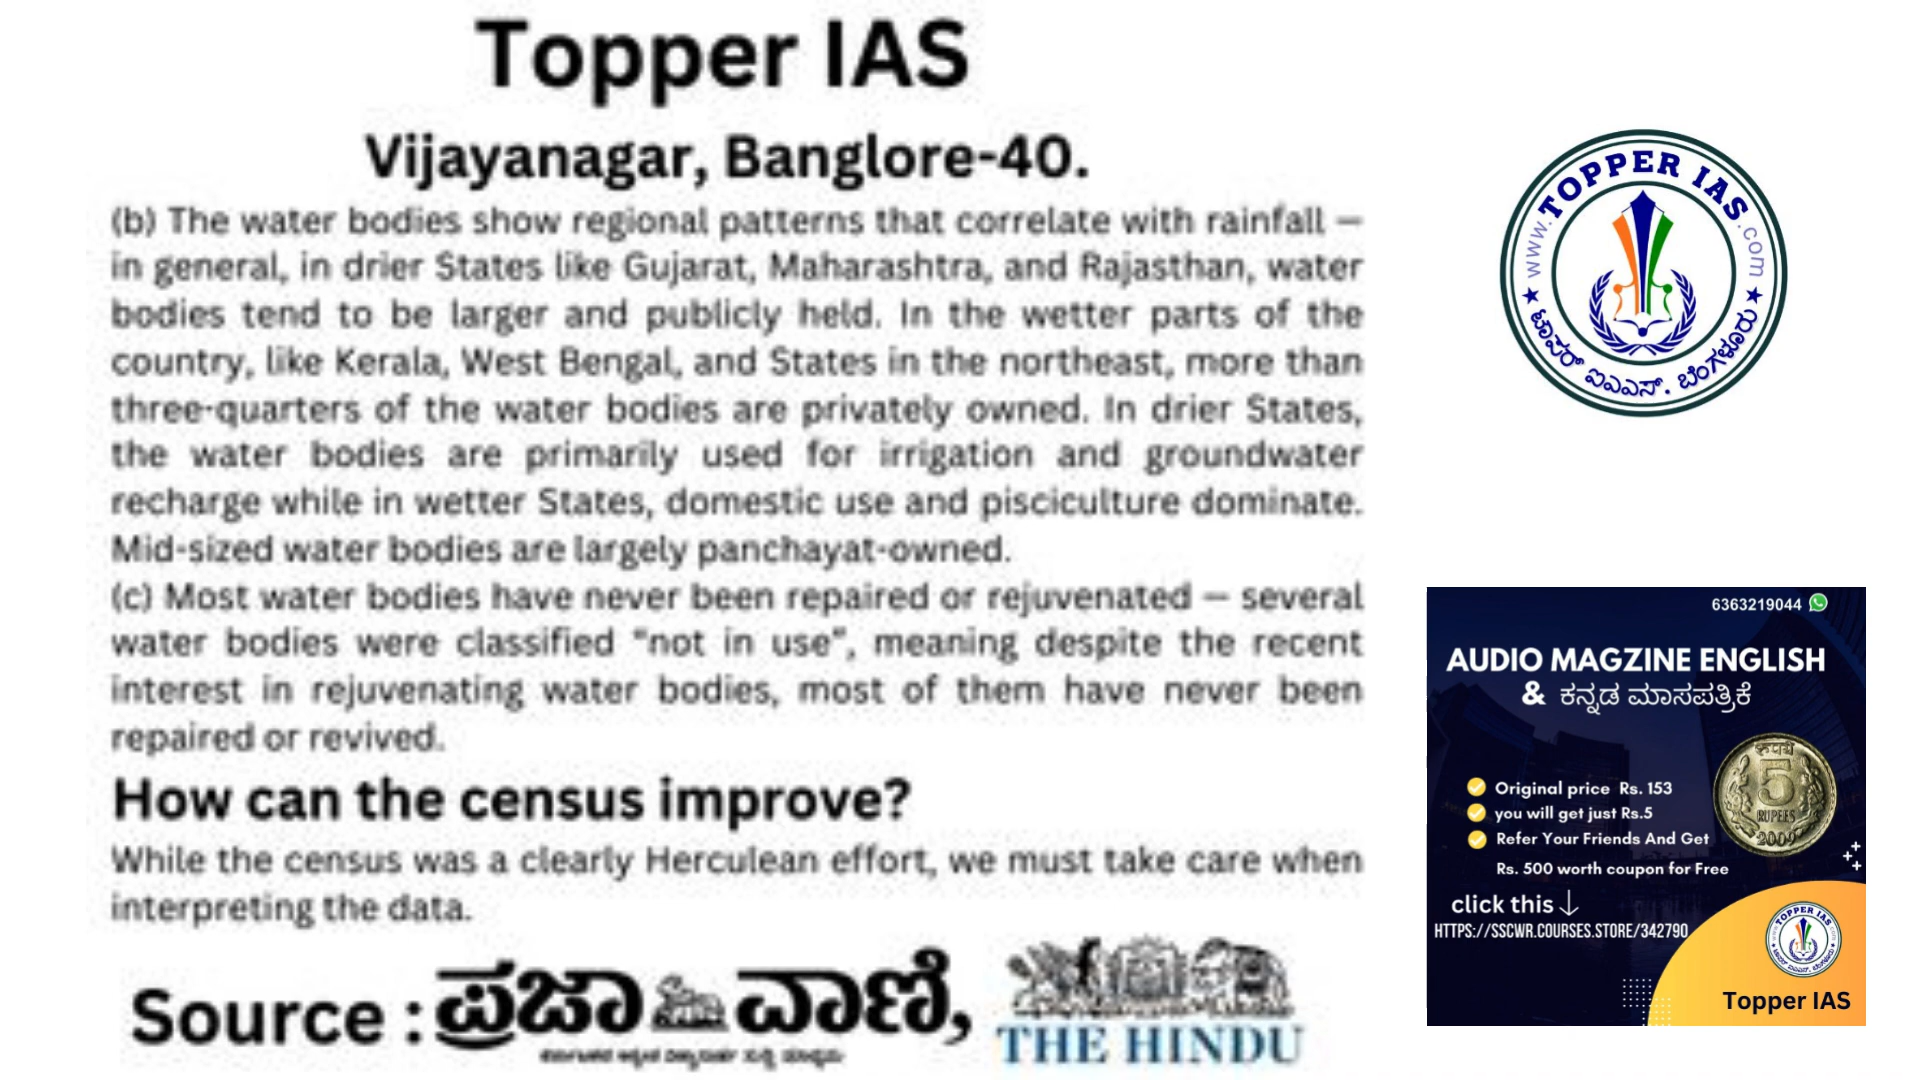 Topper IAS
Vijayanagar, Banglore-40.
(b) The water bodies show regional patterns that correlate with rainfall —
in general, in drier States like Gujarat, Maharashtra, and Rajasthan, water
bodies tend to be larger and publicly held. In the wetter parts of the
country, like Kerala, West Bengal, and States in the northeast, more than
three-quarters of the water bodies are privately owned. In drier States,
the water bodies are primarily used for irrigation and groundwater
recharge while in wetter States, domestic use and pisciculture dominate.
Mid-sized water bodies are largely panchayat-owned.
(c) Most water bodies have never been repaired or rejuvenated — several
water bodies were classified "not in use", meaning despite the recent
interest in rejuvenating water bodies, most of them have never been
repaired or revived.
How can the census improve?
While the census was a clearly Herculean effort, we must take care when
interpreting the data.
Source : ಪ್ರಜಾವಾಣಿ,
THE HINDU
www.TOPPER IAS.com
★ ಟಾಪರ್ ಐಎಎಸ್. ಬೆಂಗಳೂರು ★
6363219044
AUDIO MAGZINE ENGLISH
& ಕನ್ನಡ ಮಾಸಪತ್ರಿಕೆ
Original price Rs. 153
you will get just Rs.5
Refer Your Friends And Get
Rs. 500 worth coupon for Free
रुपये
5
RUPEES
2009
click this ↓
HTTPS://SSCWR.COURSES.STORE/342790
TOPPER IAS
Topper IAS